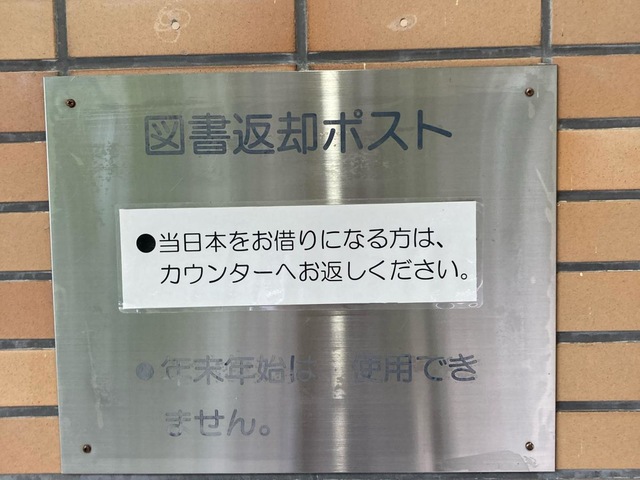 図書返却ポスト
●当日本をお借りになる方は、
カウンターへお返しください。
●年末年始は 使用でき
ません。